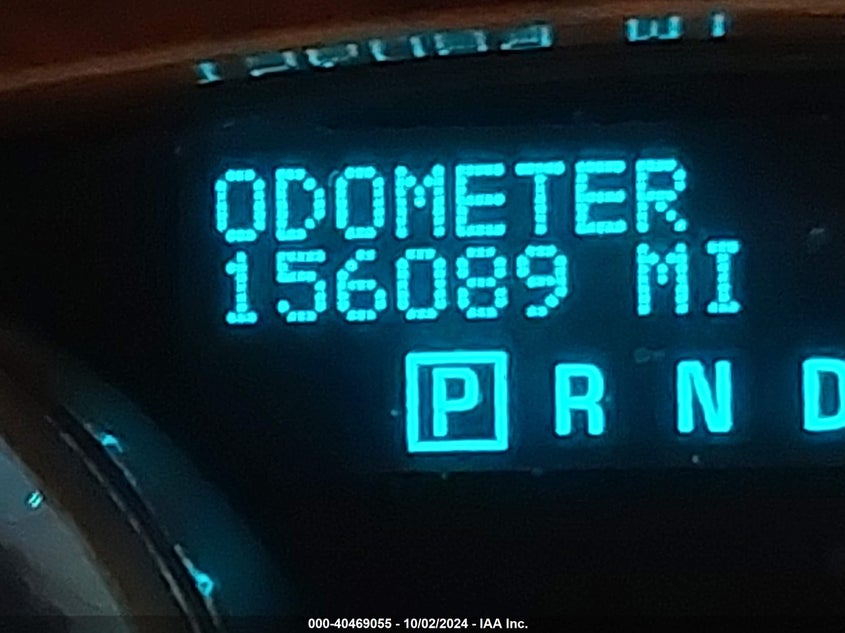 ODOMETER
156089 MI
P R N D
000-40469055 - 10/02/2024 - IAA Inc.